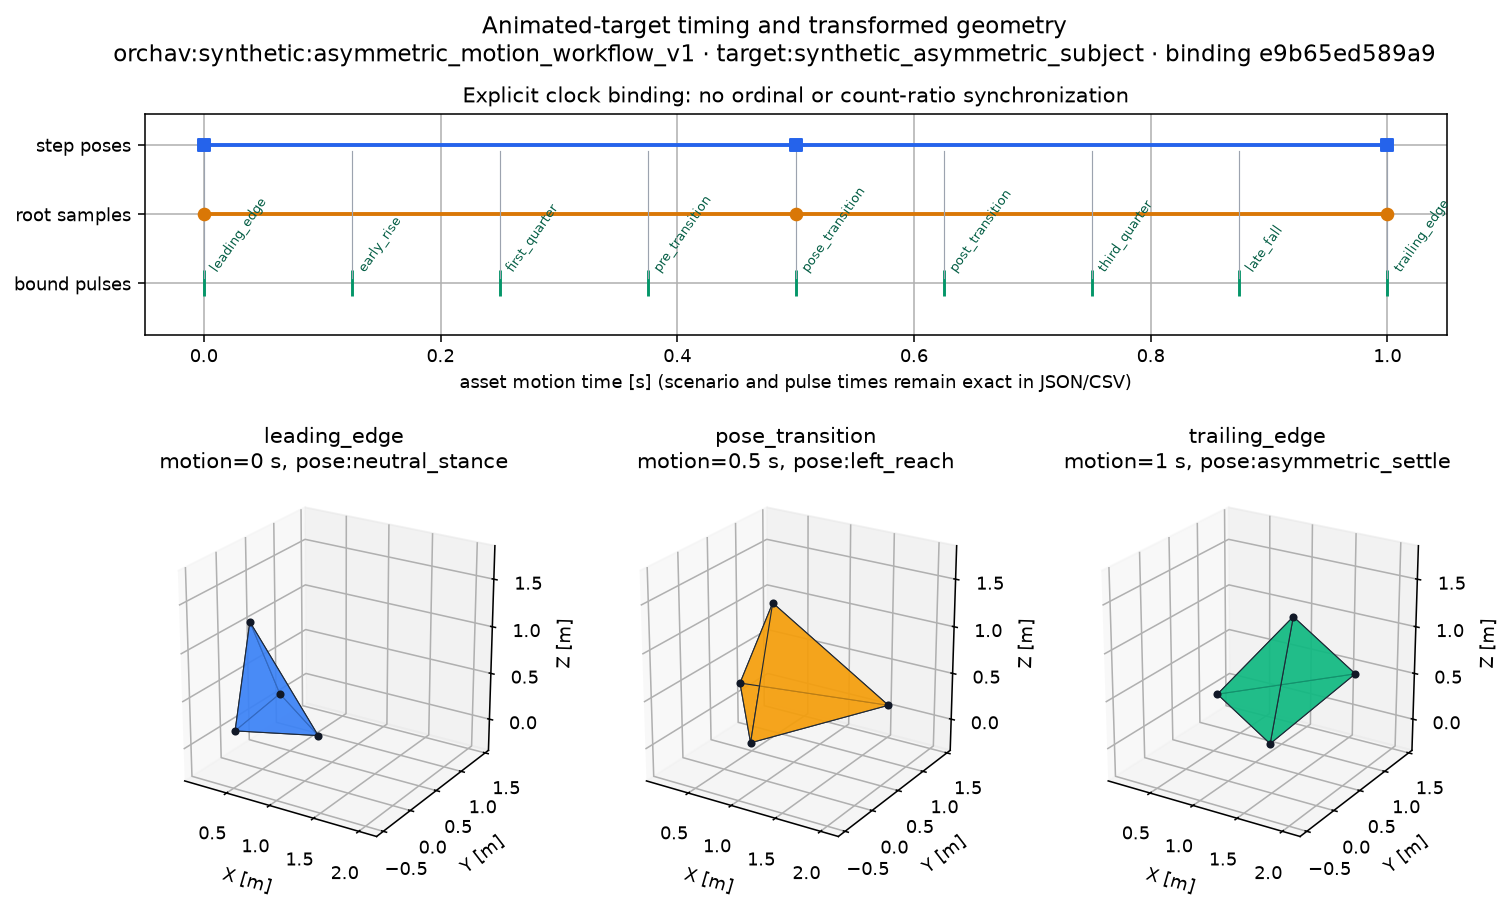 Animated-target timing and transformed geometry
orchav:synthetic:asymmetric_motion_workflow_v1 · target:synthetic_asymmetric_subject · binding e9b65ed589a9
Explicit clock binding: no ordinal or count-ratio synchronization
step poses
root samples
bound pulses
leading_edge
early_rise
first_quarter
pre_transition
pose_transition
post_transition
third_quarter
late_fall
trailing_edge
0.0
0.2
0.4
0.6
0.8
1.0
asset motion time [s] (scenario and pulse times remain exact in JSON/CSV)
leading_edge
motion=0 s, pose:neutral_stance
1.5
1.0
0.5
0.0
Z [m]
0.5
1.0
1.5
2.0
X [m]
−0.5
0.0
0.5
1.0
1.5
Y [m]
pose_transition
motion=0.5 s, pose:left_reach
1.5
1.0
0.5
0.0
Z [m]
0.5
1.0
1.5
2.0
X [m]
−0.5
0.0
0.5
1.0
1.5
Y [m]
trailing_edge
motion=1 s, pose:asymmetric_settle
1.5
1.0
0.5
0.0
Z [m]
0.5
1.0
1.5
2.0
X [m]
−0.5
0.0
0.5
1.0
1.5
Y [m]